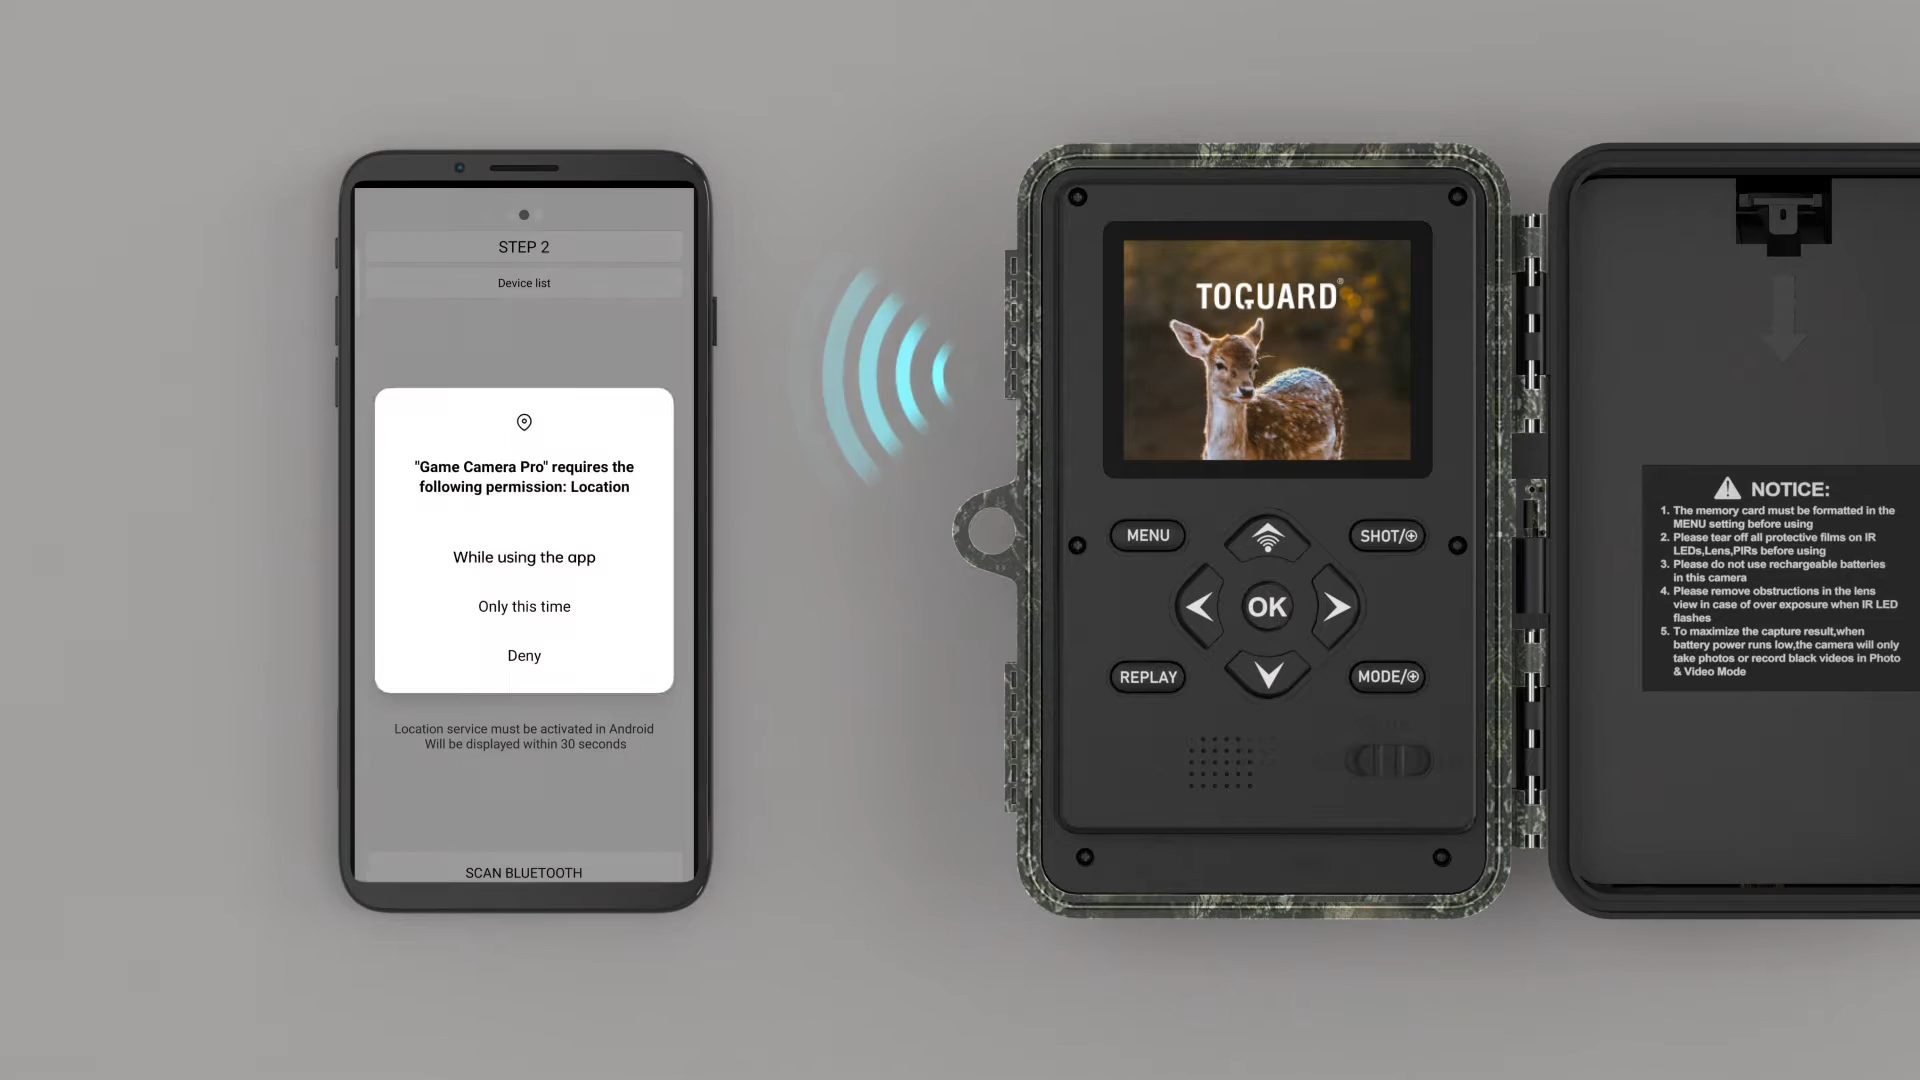 STEP 2
Device list
"Game Camera Pro" requires the
following permission: Location
While using the app
Only this time
Deny
Location service must be activated in Android
Will be displayed within 30 seconds
SCAN BLUETOOTH
TOGUARD®
MENU
SHOT/
OK
REPLAY
MODE/
NOTICE:
1. The memory card must be formatted in the
MENU setting before using
2. Please tear off all protective films on IR
LEDs,Lens,PIRs before using
3. Please do not use rechargeable batteries
in this camera
4. Please remove obstructions in the lens
view in case of over exposure when IR LED
flashes
5. To maximize the capture result,when
battery power runs low,the camera will only
take photos or record black videos in Photo
& Video Mode